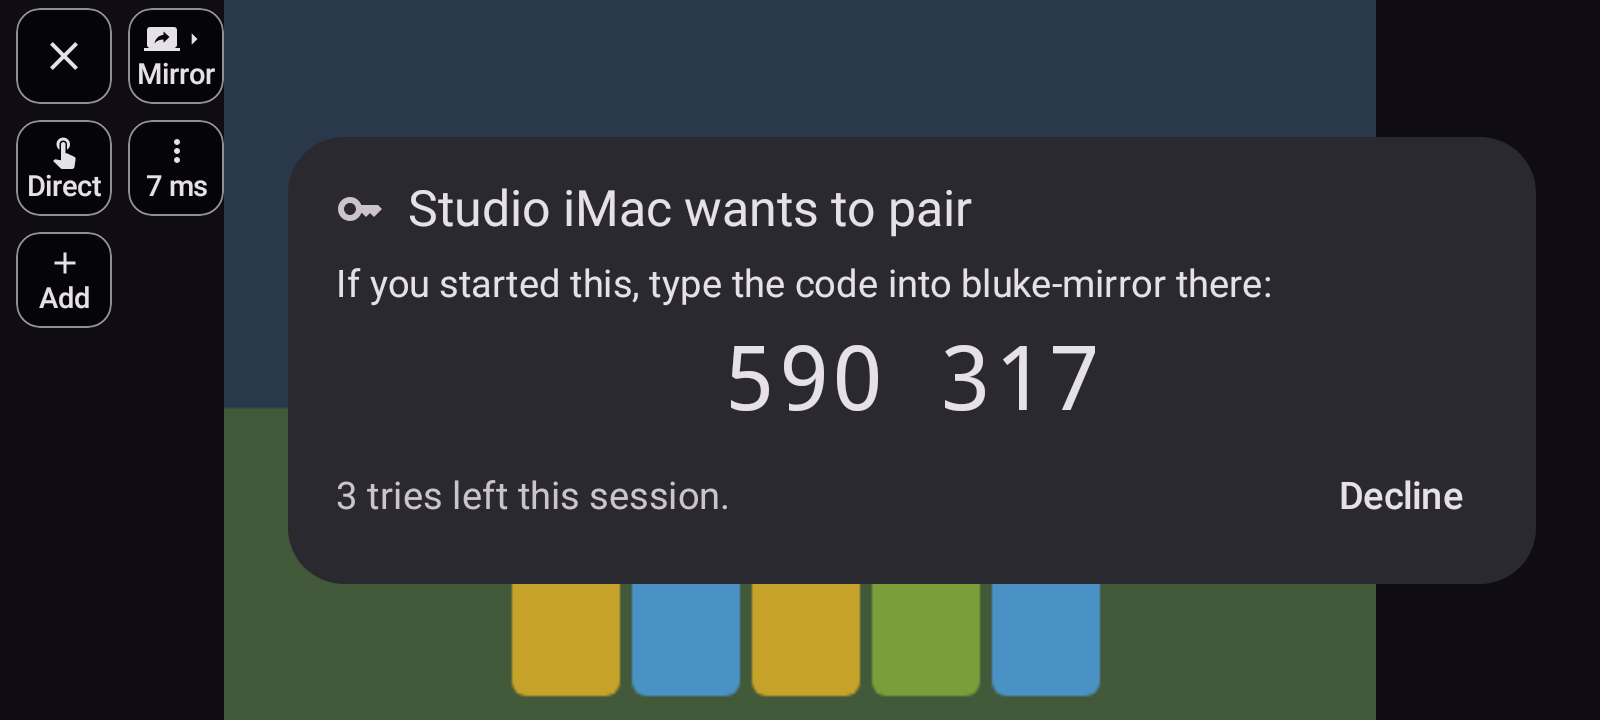 Mirror
Direct
7 ms
Add
Studio iMac wants to pair
If you started this, type the code into bluke-mirror there:
590 317
3 tries left this session.
Decline